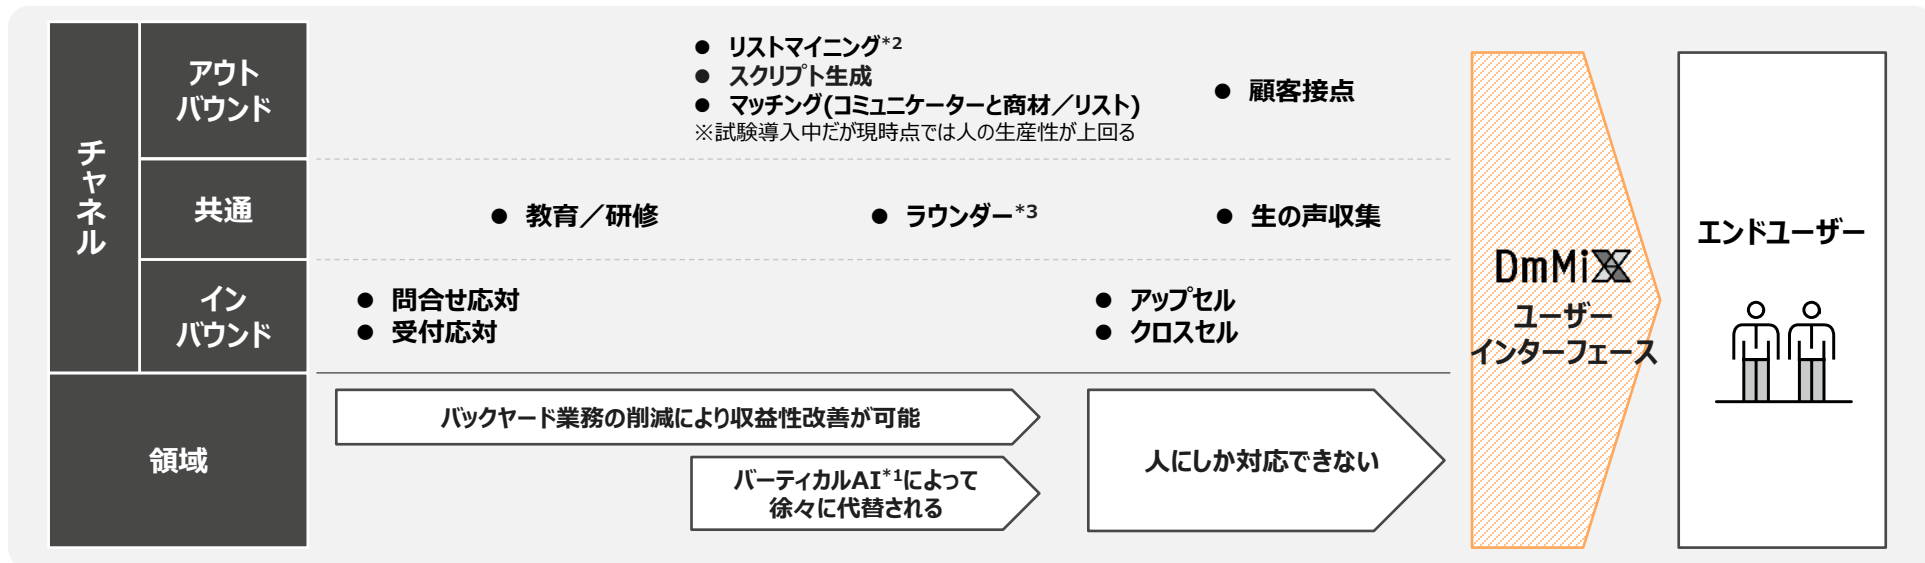 チャネル
アウト
バウンド
● リストマイニング*2
● スクリプト生成
● マッチング(コミュニケーターと商材／リスト)
※試験導入中だが現時点では人の生産性が上回る
● 顧客接点
共通
● 教育／研修
● ラウンダー*3
● 生の声収集
イン
バウンド
● 問合せ応対
● 受付応対
● アップセル
● クロスセル
領域
バックヤード業務の削減により収益性改善が可能
バーティカルAI*1によって
徐々に代替される
人にしか対応できない
DmMiX
ユーザー
インターフェース
エンドユーザー